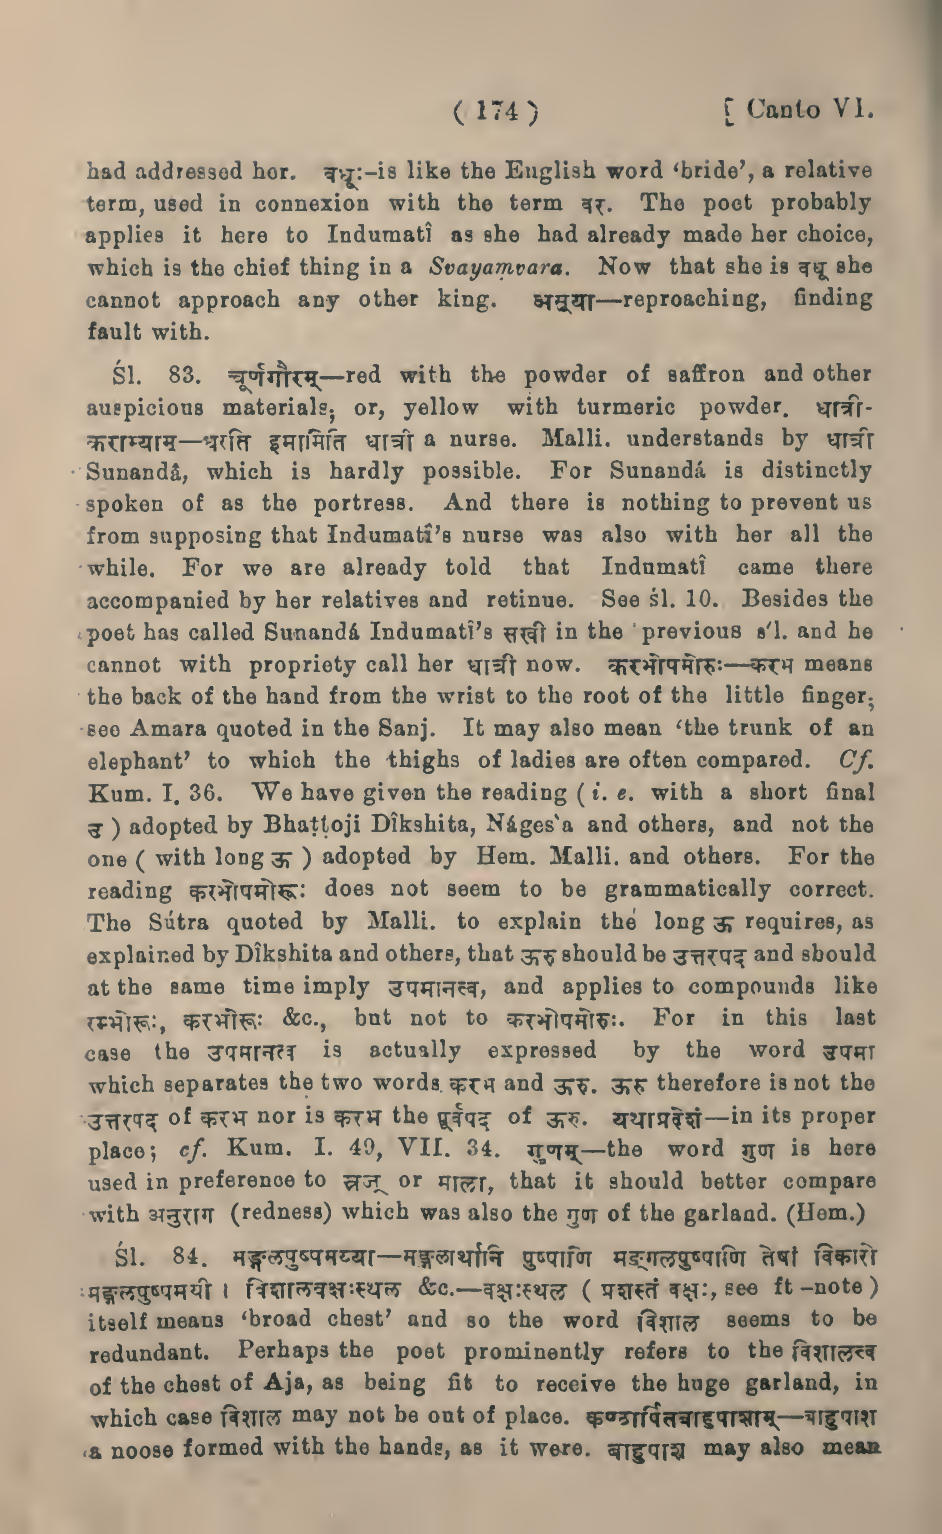 ( 174 ) [ Canto VI.
had addressed her. वधूः-is like the English word ‘bride’, a relative
term, used in connexion with the term वर. The poet probably
applies it here to Indumatî as she had already made her choice,
which is the chief thing in a Svayaṃvara. Now that she is वधू she
cannot approach any other king. असूया—reproaching, finding
fault with.
Śl. 83. चूर्णगौरम्—red with the powder of saffron and other
auspicious materials; or, yellow with turmeric powder. धात्री-
कराभ्याम्—धरति इमामिति धात्री a nurse. Malli. understands by धात्री
Sunandâ, which is hardly possible. For Sunandá is distinctly
spoken of as the portress. And there is nothing to prevent us
from supposing that Indumatî’s nurse was also with her all the
while. For we are already told that Indumatî came there
accompanied by her relatives and retinue. See śl. 10. Besides the
poet has called Sunandá Indumatî’s सखी in the previous s’l. and he
cannot with propriety call her धात्री now. करभोपमोरुः—करभ means
the back of the hand from the wrist to the root of the little finger;
see Amara quoted in the Sanj. It may also mean ‘the trunk of an
elephant’ to which the thighs of ladies are often compared. Cf.
Kum. I. 36. We have given the reading ( i. e. with a short final
उ ) adopted by Bhaṭṭoji Dîkshita, Náges’a and others, and not the
one ( with long ऊ ) adopted by Hem. Malli. and others. For the
reading करभोपमोरूः does not seem to be grammatically correct.
The Sútra quoted by Malli. to explain the long ऊ requires, as
explained by Dîkshita and others, that ऊरु should be उत्तरपद and should
at the same time imply उपमानत्व, and applies to compounds like
रम्भोरूः, करभोरूः &c., but not to करभोपमोरुः. For in this last
case the उपमानत्व is actually expressed by the word उपमा
which separates the two words करभ and ऊरु. ऊरु therefore is not the
उत्तरपद of करभ nor is करभ the पूर्वपद of ऊरु. यथाप्रदेशं—in its proper
place; cf. Kum. I. 49, VII. 34. गुणम्—the word गुण is here
used in preference to स्रज् or माला, that it should better compare
with अनुराग (redness) which was also the गुण of the garland. (Hem.)
Śl. 84. मङ्गलपुष्पमय्या—मङ्गलार्थानि पुष्पाणि मङ्गलपुष्पाणि तेषां विकारो
मङ्गलपुष्पमयी । विशालवक्षःस्थल &c.—वक्षःस्थल ( प्रशस्तं वक्षः, see ft-note )
itself means ‘broad chest’ and so the word विशाल seems to be
redundant. Perhaps the poet prominently refers to the विशालत्व
of the chest of Aja, as being fit to receive the huge garland, in
which case विशाल may not be out of place. कण्ठार्पितबाहुपाशाम्—बाहुपाश
a noose formed with the hands, as it were. बाहुपाश may also mean